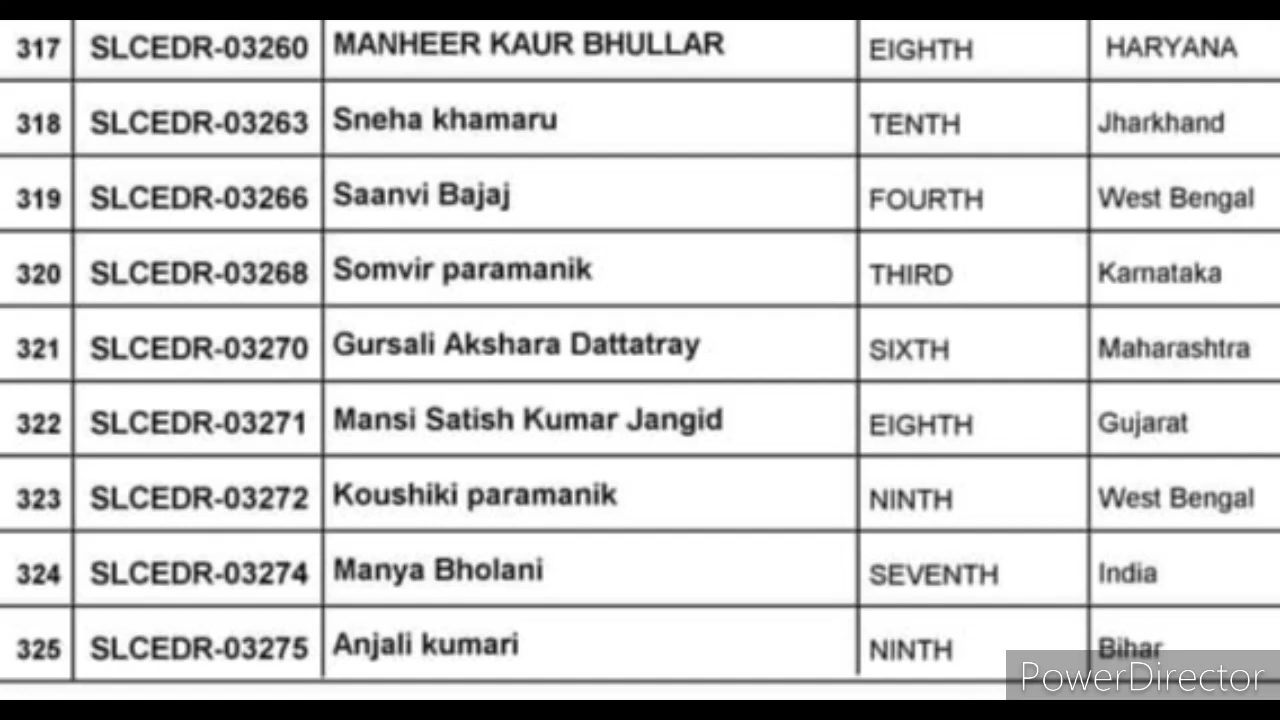 317 SLCEDR-03260 MANHEER KAUR BHULLAR EIGHTH HARYANA
318 SLCEDR-03263 Sneha khamaru TENTH Jharkhand
319 SLCEDR-03266 Saanvi Bajaj FOURTH West Bengal
320 SLCEDR-03268 Somvir paramanik THIRD Karnataka
321 SLCEDR-03270 Gursali Akshara Dattatray SIXTH Maharashtra
322 SLCEDR-03271 Mansi Satish Kumar Jangid EIGHTH Gujarat
323 SLCEDR-03272 Koushiki paramanik NINTH West Bengal
324 SLCEDR-03274 Manya Bholani SEVENTH India
325 SLCEDR-03275 Anjali kumari NINTH Bihar
PowerDirector